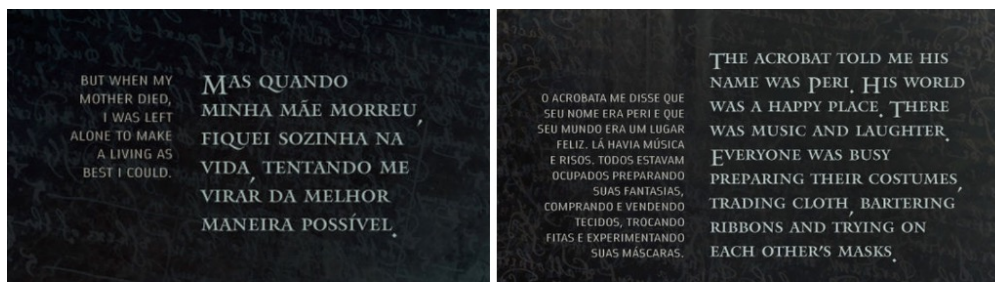 BUT WHEN MY
MOTHER DIED,
I WAS LEFT
ALONE TO MAKE
A LIVING AS
BEST I COULD.
MAS QUANDO
MINHA MÃE MORREU,
FIQUEI SOZINHA NA
VIDA, TENTANDO ME
VIRAR DA MELHOR
MANEIRA POSSÍVEL.
O ACROBATA ME DISSE QUE
SEU NOME ERA PERI E QUE
SEU MUNDO ERA UM LUGAR
FELIZ. LÁ HAVIA MÚSICA
E RISOS. TODOS ESTAVAM
OCUPADOS PREPARANDO
SUAS FANTASIAS,
COMPRANDO E VENDENDO
TECIDOS, TROCANDO
FITAS E EXPERIMENTANDO
SUAS MÁSCARAS.
THE ACROBAT TOLD ME HIS
NAME WAS PERI. HIS WORLD
WAS A HAPPY PLACE. THERE
WAS MUSIC AND LAUGHTER.
EVERYONE WAS BUSY
PREPARING THEIR COSTUMES,
TRADING CLOTH, BARTERING
RIBBONS AND TRYING ON
EACH OTHER'S MASKS.